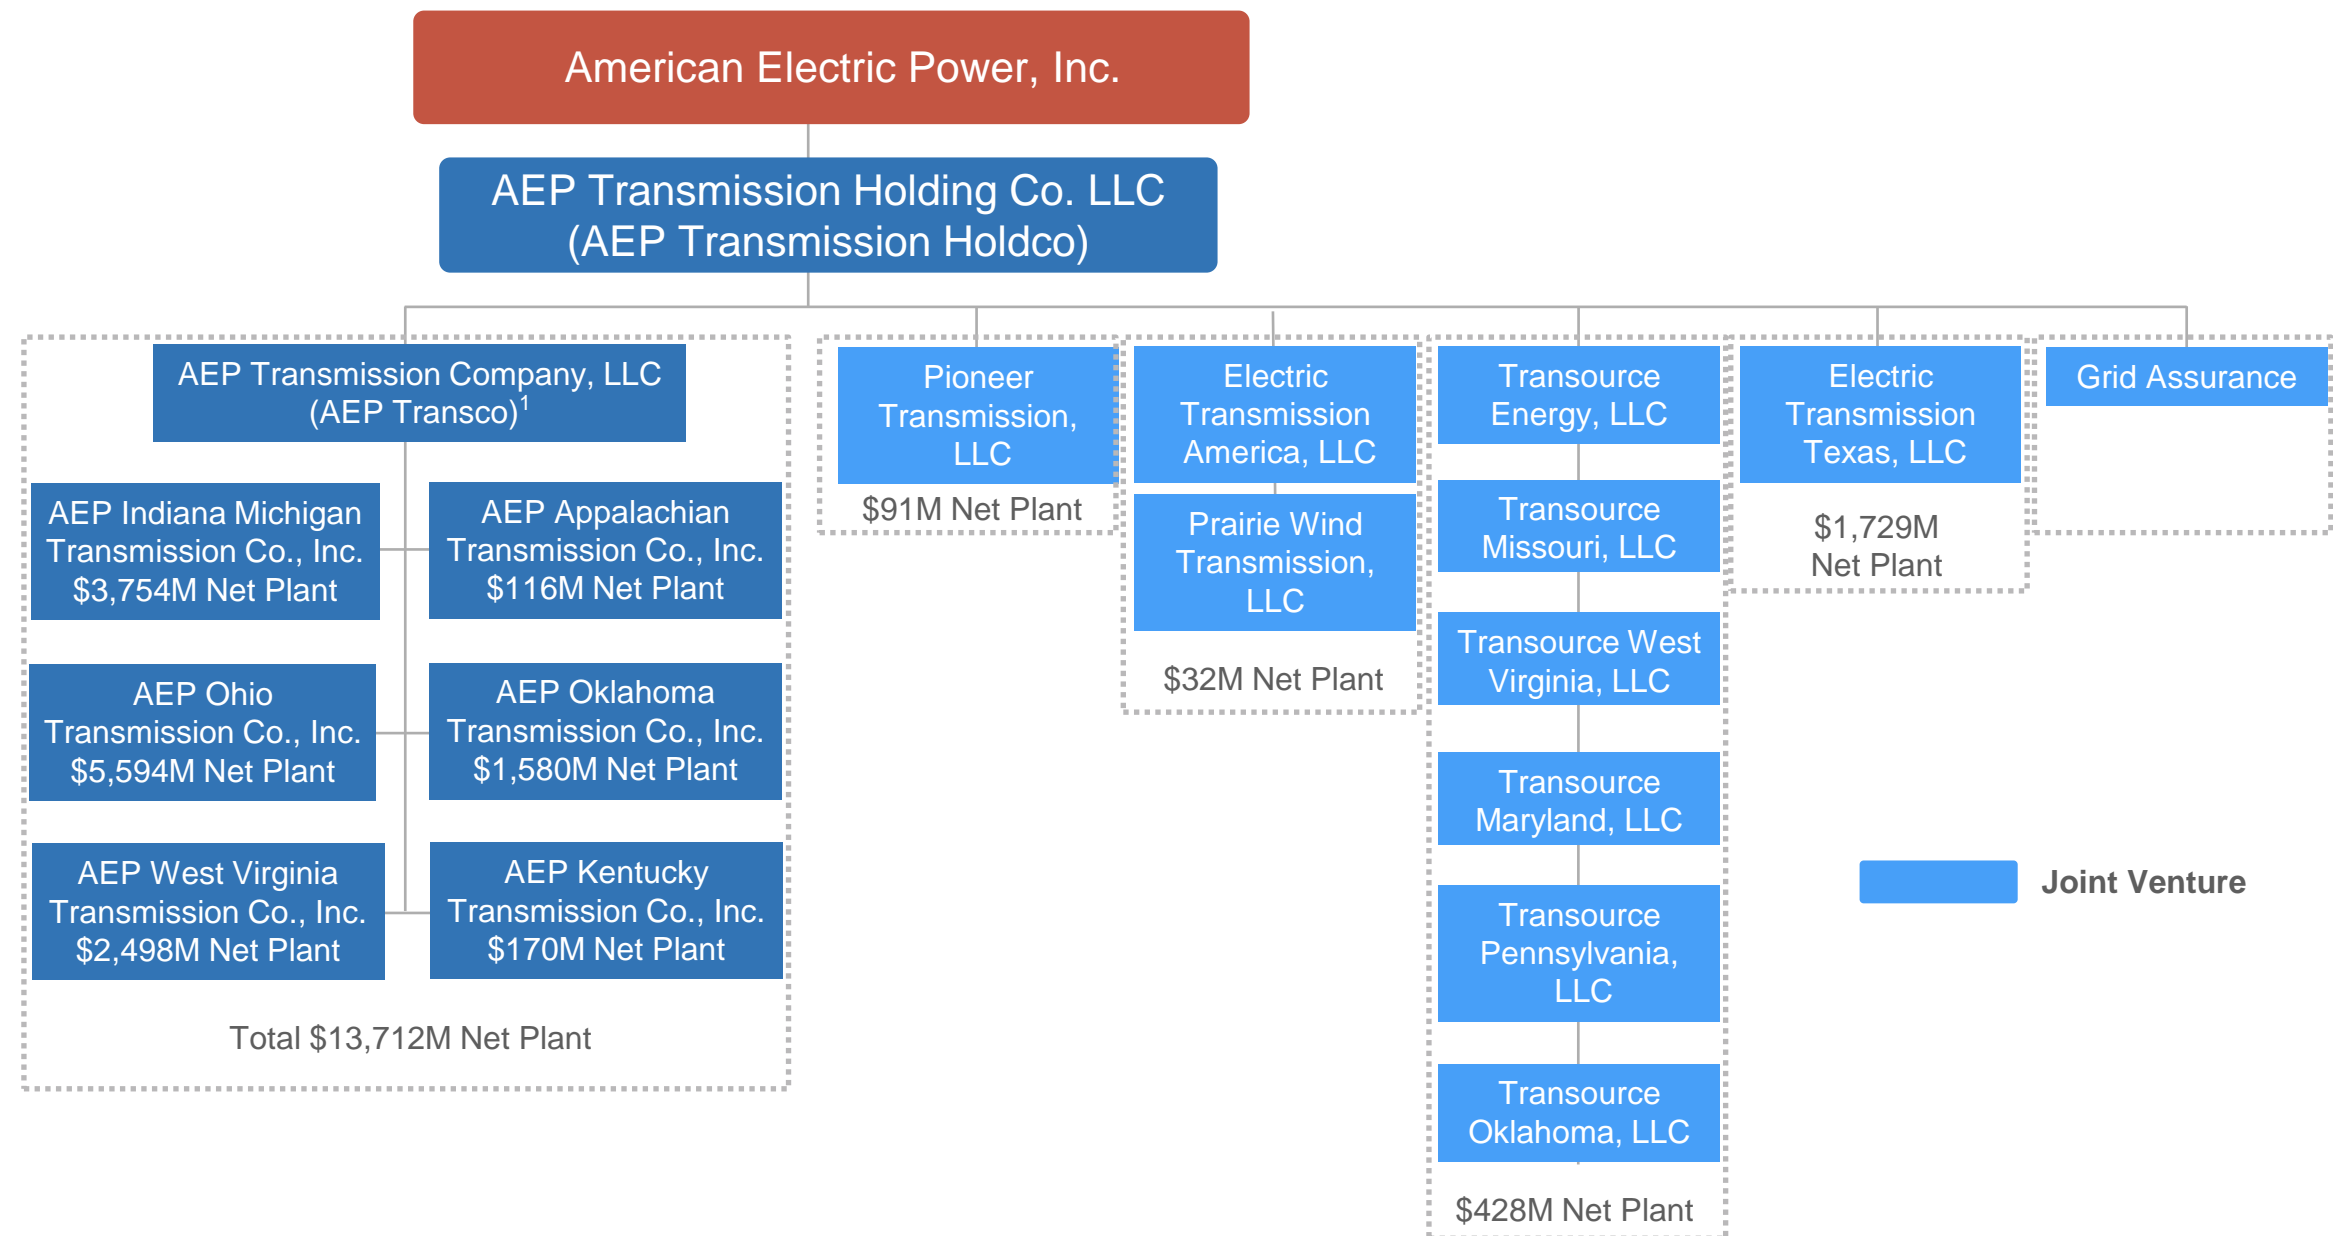 American Electric Power, Inc.
AEP Transmission Holding Co. LLC
(AEP Transmission Holdco)
AEP Transmission Company, LLC
(AEP Transco)1
AEP Indiana Michigan
Transmission Co., Inc.
$3,754M Net Plant
AEP Appalachian
Transmission Co., Inc.
$116M Net Plant
AEP Ohio
Transmission Co., Inc.
$5,594M Net Plant
AEP Oklahoma
Transmission Co., Inc.
$1,580M Net Plant
AEP West Virginia
Transmission Co., Inc.
$2,498M Net Plant
AEP Kentucky
Transmission Co., Inc.
$170M Net Plant
Total $13,712M Net Plant
Pioneer
Transmission,
LLC
$91M Net Plant
Electric
Transmission
America, LLC
Prairie Wind
Transmission,
LLC
$32M Net Plant
Transource
Energy, LLC
Transource
Missouri, LLC
Transource West
Virginia, LLC
Transource
Maryland, LLC
Transource
Pennsylvania,
LLC
Transource
Oklahoma, LLC
$428M Net Plant
Electric
Transmission
Texas, LLC
$1,729M
Net Plant
Grid Assurance
Joint Venture